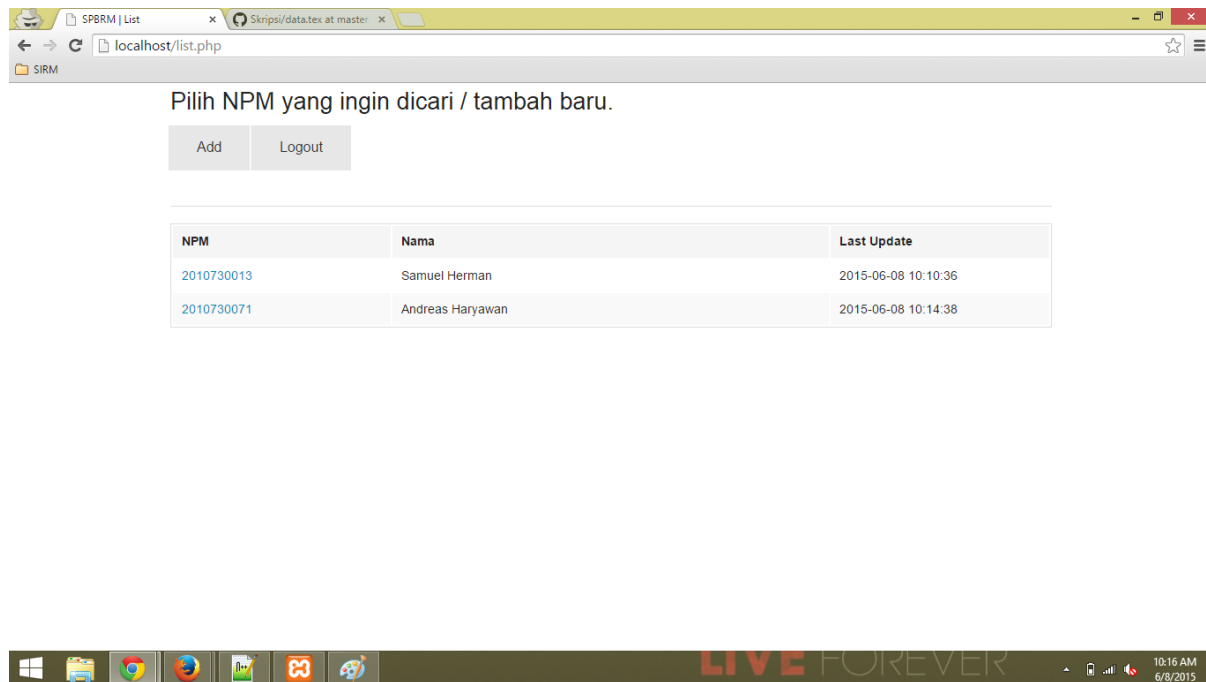 SPBRM | List
Skripsi/data.tex at master
localhost/list.php
SIRM
Pilih NPM yang ingin dicari / tambah baru.
Add Logout
NPM Nama Last Update
2010730013 Samuel Herman 2015-06-08 10:10:36
2010730071 Andreas Haryawan 2015-06-08 10:14:38
LIVE FOREVER
10:16 AM
6/8/2015